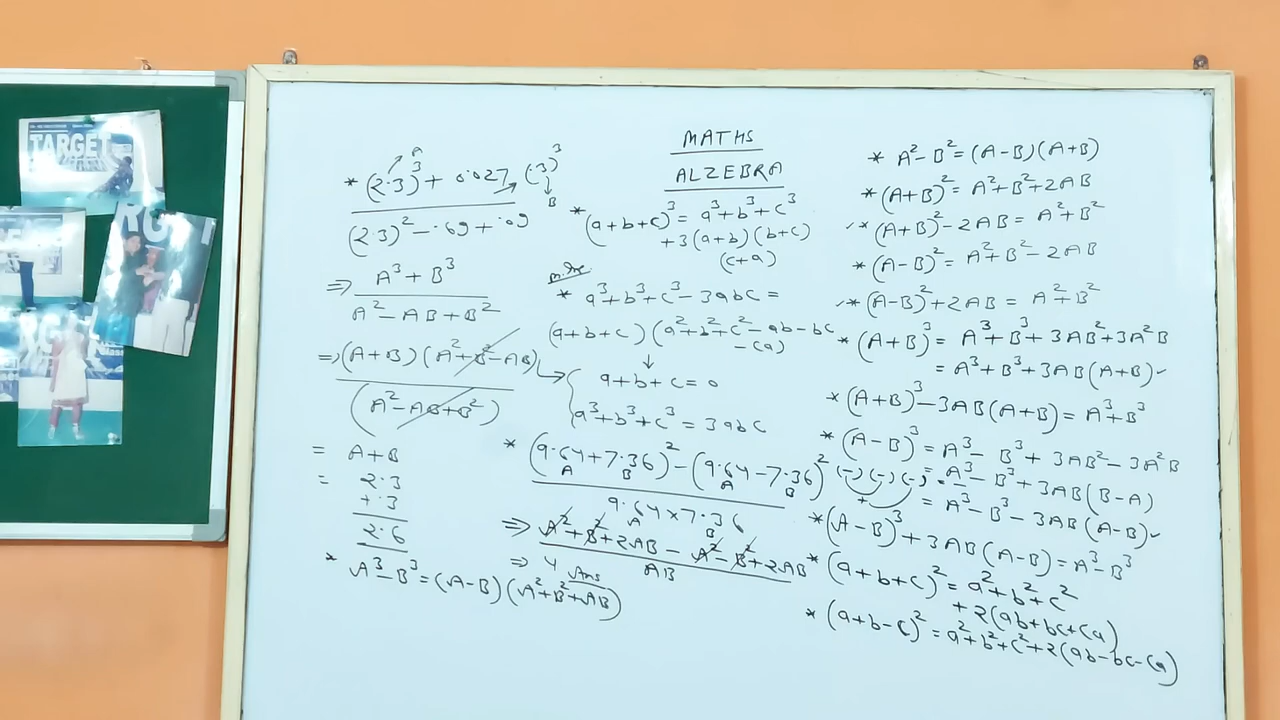 TARGET
MATHS
ALZEBRA
* (2.3)³ + 0.027 (.3)³
A
B
(2.3)² - .69 + .09
⇒ A³ + B³
A² - AB + B²
⇒ (A+B) (A² + B² - AB)
(A² - AB + B²)
= A+B
= 2.3
+ .3
2.6
* A³ - B³ = (A-B) (A² + B² + AB)
* (a+b+c)³ = a³ + b³ + c³
+ 3(a+b) (b+c)
(c+a)
* a³ + b³ + c³ - 3abc =
(a+b+c) (a² + b² + c² - ab - bc
- ca)
↓
a+b+c = 0
a³ + b³ + c³ = 3abc
* (9.64 + 7.36)² - (9.64 - 7.36)²
A B A B
9.64 × 7.36
A B
⇒ A² + B² + 2AB - A² - B² + 2AB
AB
⇒ 4 Ans
* A² - B² = (A-B) (A+B)
* (A+B)² = A² + B² + 2AB
* (A+B)² - 2AB = A² + B²
* (A-B)² = A² + B² - 2AB
* (A-B)² + 2AB = A² + B²
* (A+B)³ = A³ + B³ + 3AB² + 3A²B
= A³ + B³ + 3AB (A+B)
* (A+B)³ - 3AB (A+B) = A³ + B³
* (A-B)³ = A³ - B³ + 3AB² - 3A²B
(-) (-) (-) = A³ - B³ + 3AB (B-A)
+ = A³ - B³ - 3AB (A-B)
* (A-B)³ + 3AB (A-B) = A³ - B³
* (a+b+c)² = a² + b² + c²
+ 2(ab+bc+ca)
* (a+b-c)² = a² + b² + c² + 2(ab-bc-ca)